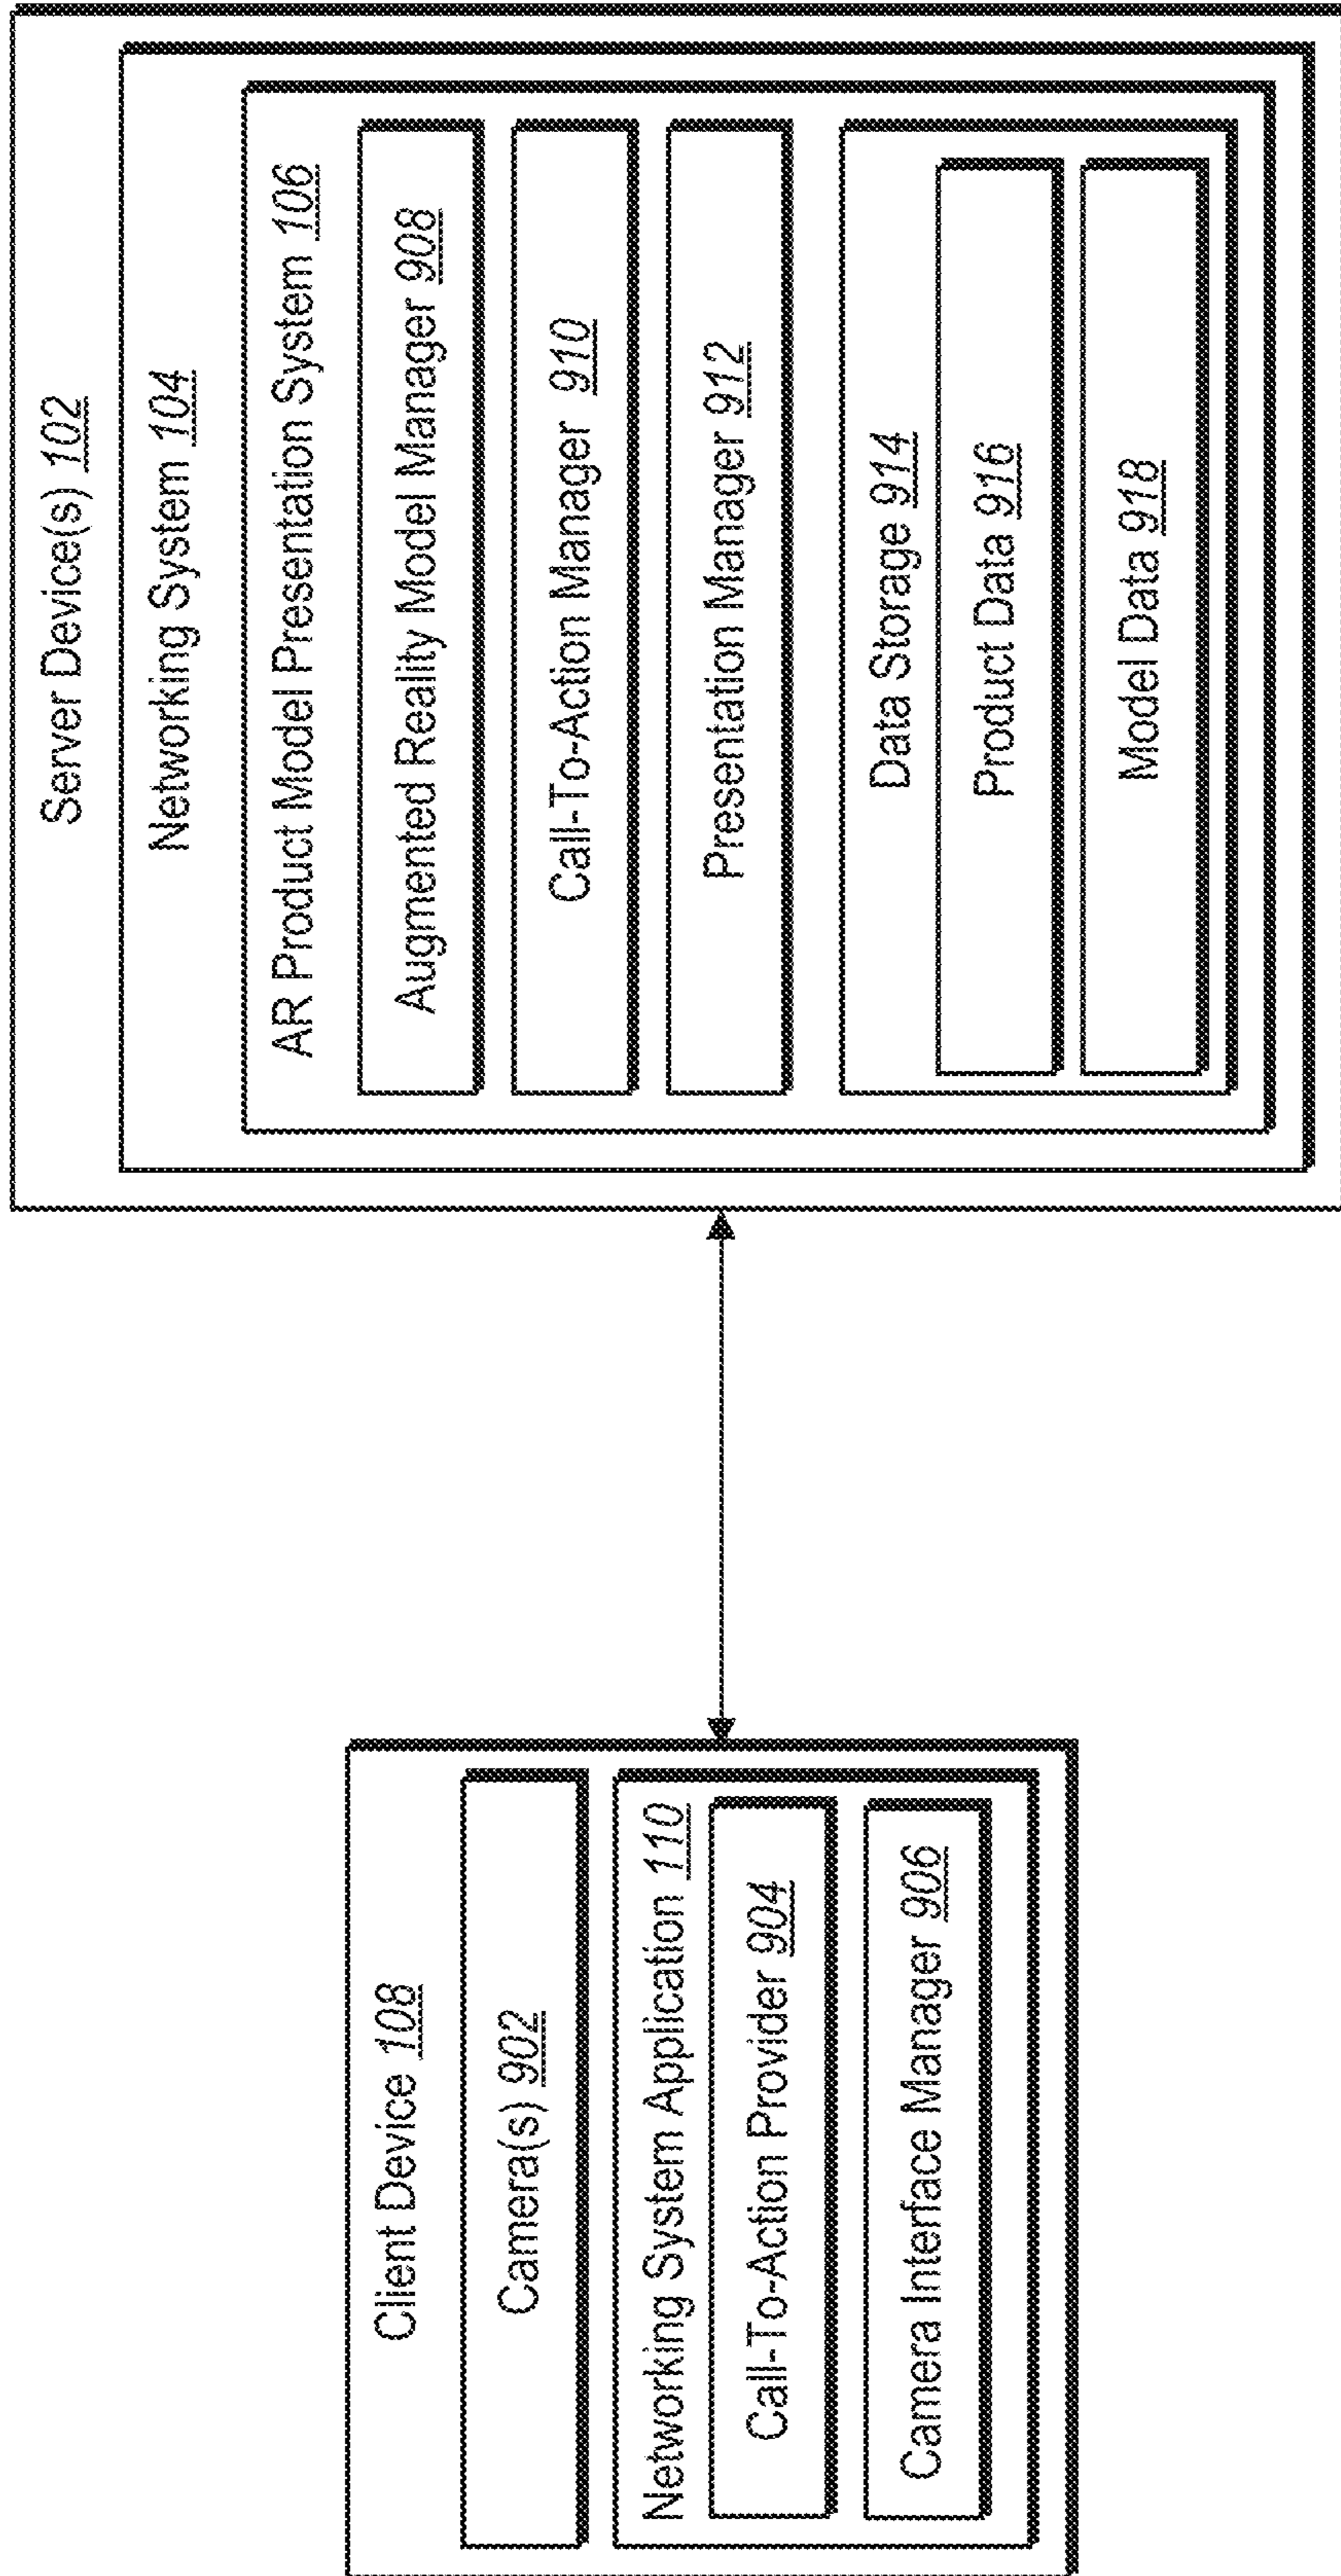 Client Device 108
Camera(s) 902
Networking System Application 110
Call-To-Action Provider 904
Camera Interface Manager 906
Server Device(s) 102
Networking System 104
AR Product Model Presentation System 106
Augmented Reality Model Manager 908
Call-To-Action Manager 910
Presentation Manager 912
Data Storage 914
Product Data 916
Model Data 918